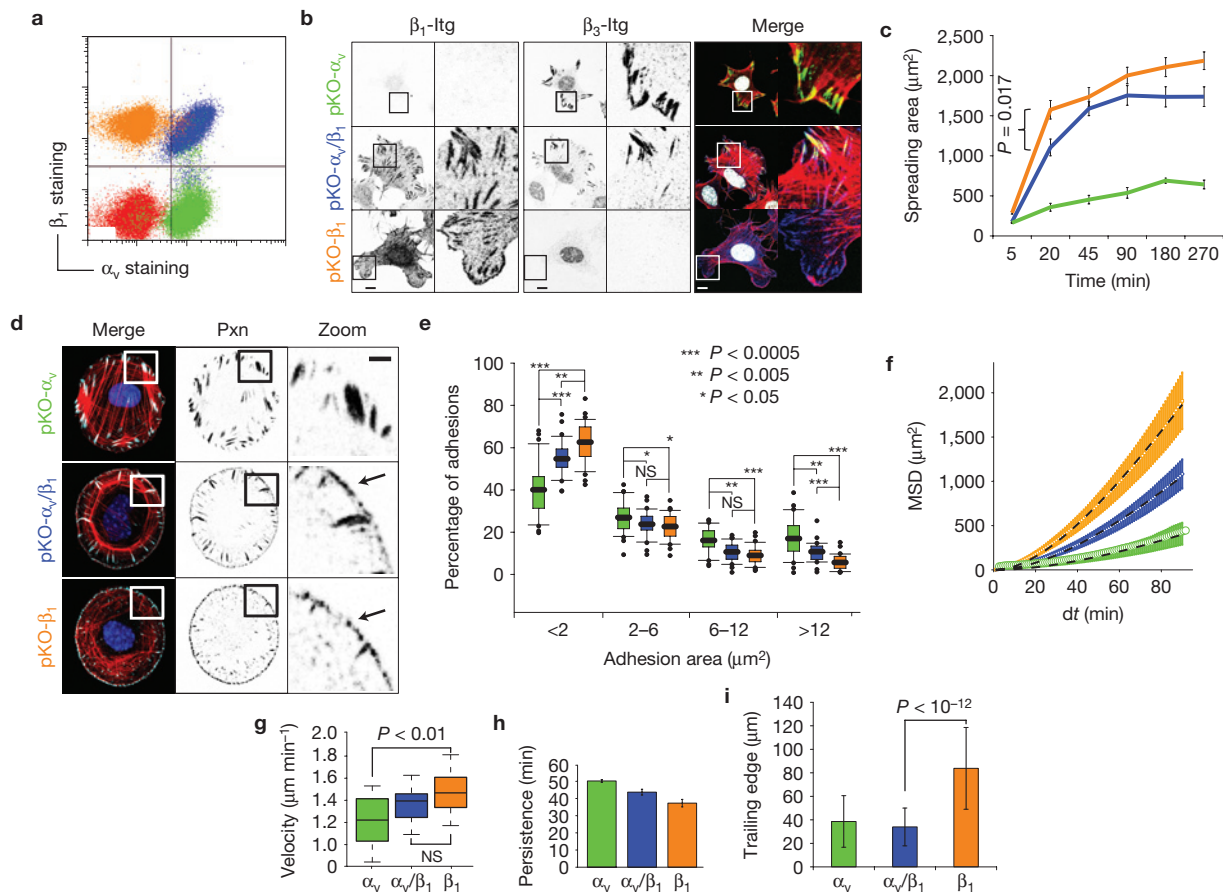 a
β1 staining
αv staining
b
β1-Itg
β3-Itg
Merge
pKO-αv
pKO-αv/β1
pKO-β1
c
Spreading area (μm²)
2,500
2,000
1,500
1,000
500
0
P = 0.017
5 20 45 90 180 270
Time (min)
d
Merge
Pxn
Zoom
pKO-αv
pKO-αv/β1
pKO-β1
e
Percentage of adhesions
100
80
60
40
20
0
*** P < 0.0005
** P < 0.005
* P < 0.05
*** ** ***
* NS *
** NS ***
*** ** ***
<2 2–6 6–12 >12
Adhesion area (μm²)
f
MSD (μm²)
2,000
1,500
1,000
500
0
0 20 40 60 80
dt (min)
g
Velocity (μm min⁻¹)
2.0
1.8
1.6
1.4
1.2
1.0
P < 0.01
NS
αv αv/β1 β1
h
Persistence (min)
60
50
40
30
20
10
0
αv αv/β1 β1
i
Trailing edge (μm)
140
120
100
80
60
40
20
0
P < 10⁻¹²
αv αv/β1 β1